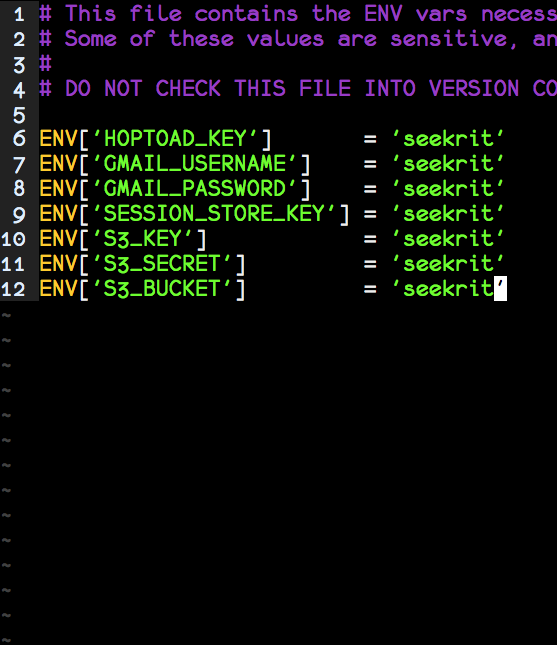 1 # This file contains the ENV vars necess
2 # Some of these values are sensitive, an
3 #
4 # DO NOT CHECK THIS FILE INTO VERSION CO
5
6 ENV['HOPTOAD_KEY'] = 'seekrit'
7 ENV['GMAIL_USERNAME'] = 'seekrit'
8 ENV['GMAIL_PASSWORD'] = 'seekrit'
9 ENV['SESSION_STORE_KEY'] = 'seekrit'
10 ENV['S3_KEY'] = 'seekrit'
11 ENV['S3_SECRET'] = 'seekrit'
12 ENV['S3_BUCKET'] = 'seekrit'
~
~
~
~
~
~
~
~
~
~
~
~
~
~